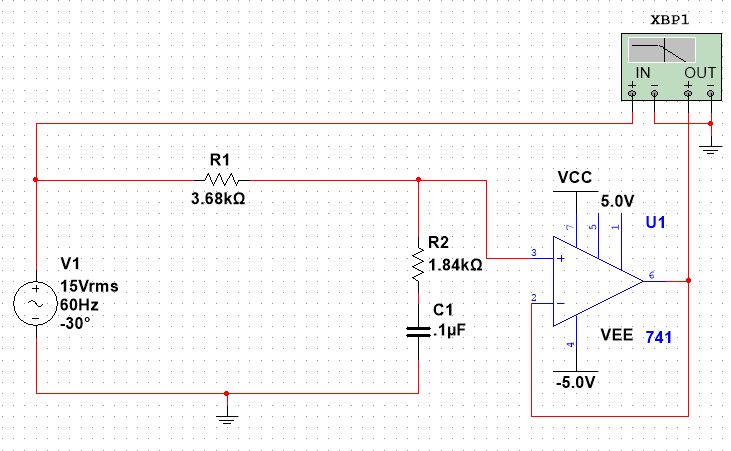 XBP1
IN OUT
+ − + −
R1
3.68kΩ
VCC
5.0V
7
5
1
U1
R2
1.84kΩ
3
+
6
V1
15Vrms
60Hz
-30°
+
−
2
−
C1
.1µF
VEE
741
4
-5.0V